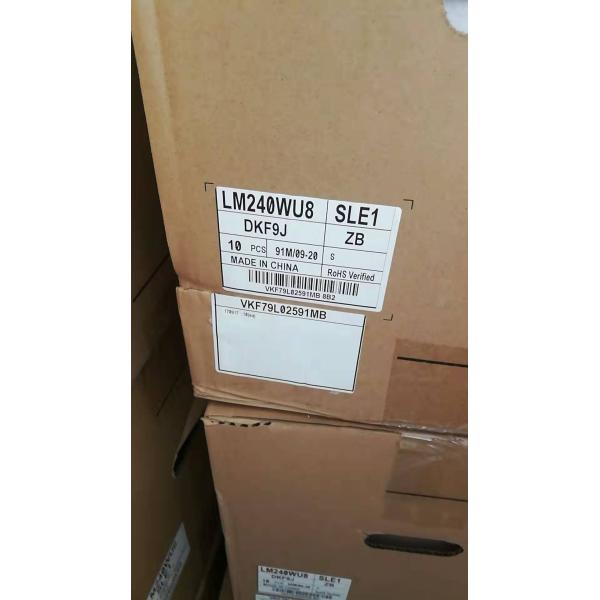 LM240WU8 SLE1
DKF9J ZB
10 PCS 91M/09-20 S
MADE IN CHINA RoHS Verified
VKF79L02591MB 8B2
VKF79L02591MB
LM240WU8 SLE1
DKF9J ZB
10